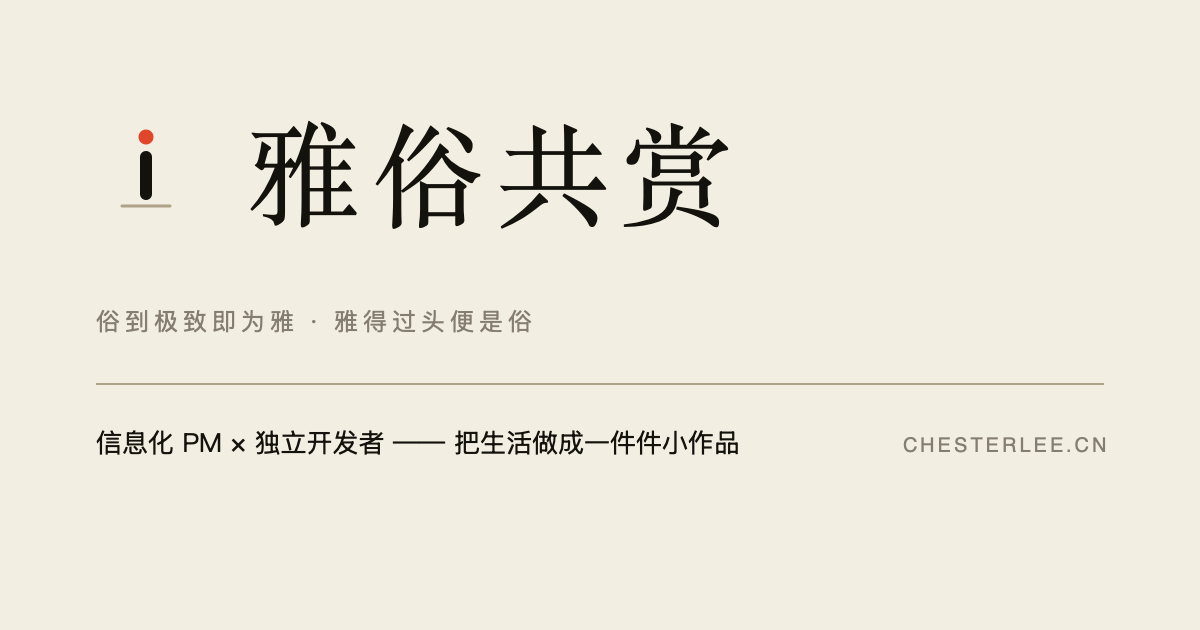 i 雅俗共赏
俗到极致即为雅 · 雅得过头便是俗
信息化 PM × 独立开发者 —— 把生活做成一件件小作品
CHESTERLEE.CN